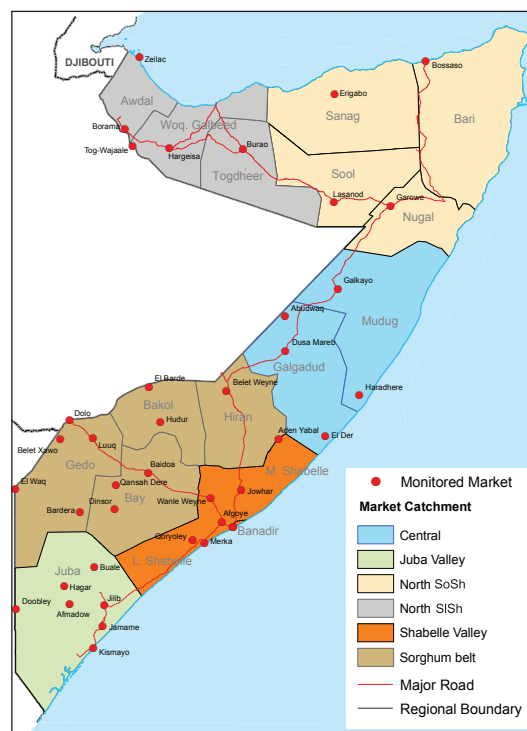 DJIBOUTI
Zeilac
Bossaso
Awdal
Erigabo
Sanag
Borama
Woq. Galbeed
Bari
Tog-Wajaale
Hargeisa
Burao
Togdheer
Sool
Lasanod
Garowe
Nugal
Galkayo
Abudwaq
Mudug
Dusa Mareb
Galgadud
El Barde
Belet Weyne
Haradhere
Bakol
Hiran
Dolo
Hudur
Aden Yabal
El Der
Belet Xawo
Luuq
Gedo
Baidoa
M. Shabelle
El Waq
Qansah Dere
Bay
Wanle Weyne
Jowhar
Dinsor
Bardera
Afgoye
Banadir
Qoryoley
Merka
L. Shabelle
Juba
Buale
Hagar
Doobley
Afmadow
Jilib
Jamame
Kismayo
Monitored Market
Market Catchment
Central
Juba Valley
North SoSh
North SlSh
Shabelle Valley
Sorghum belt
Major Road
Regional Boundary